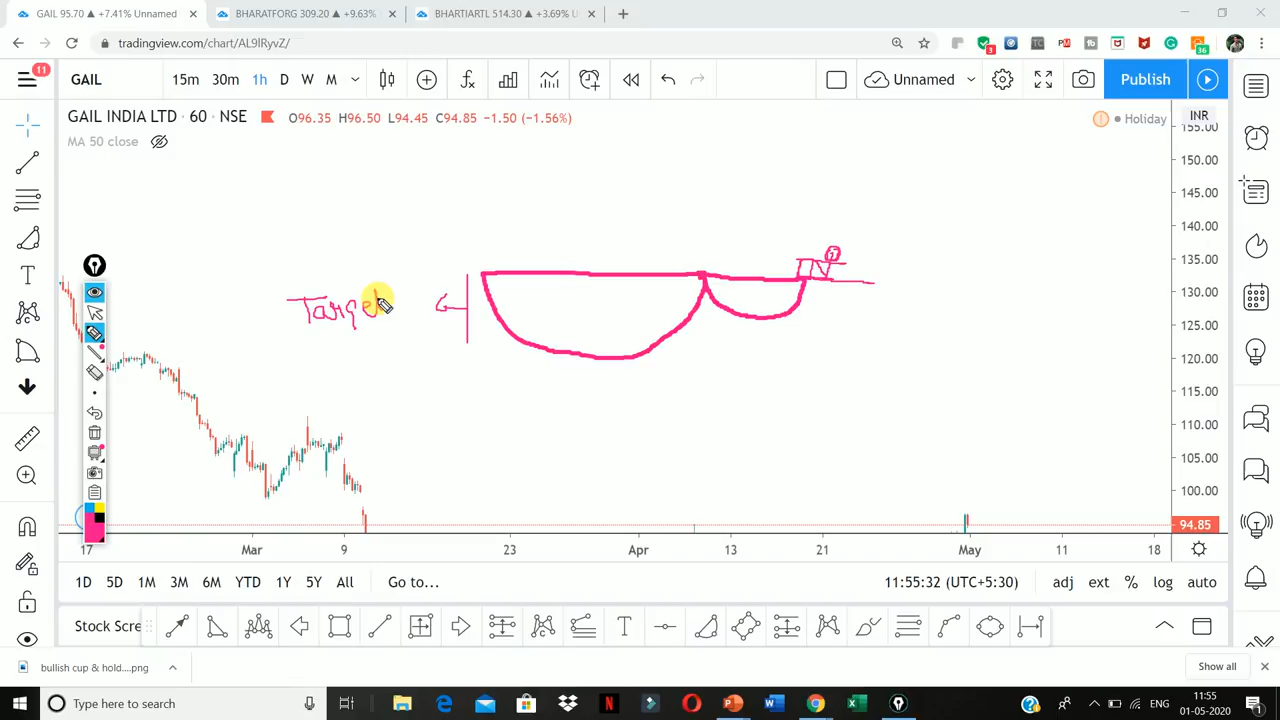 GAIL 95.70 ▲ +7.41% Unnamed
BHARATFORG 309.20 ▲ +9.63%
BHARTIARTL 514.30 ▲ +3.69%
tradingview.com/chart/AL9lRyvZ/
3
TC
PM
tb
36
11
GAIL
15m 30m 1h D W M
Unnamed
Publish
GAIL INDIA LTD · 60 · NSE
O96.35 H96.50 L94.45 C94.85 −1.50 (−1.56%)
Holiday
INR
MA 50 close
155.00
150.00
145.00
140.00
135.00
130.00
125.00
120.00
115.00
110.00
105.00
100.00
94.85
Target
17 Mar 9 23 Apr 13 21 May 11 18
1D 5D 1M 3M 6M YTD 1Y 5Y All Go to...
11:55:32 (UTC+5:30) adj ext % log auto
Stock Scre
bullish cup & hold....png
Show all
Type here to search
ENG
11:55
01-05-2020